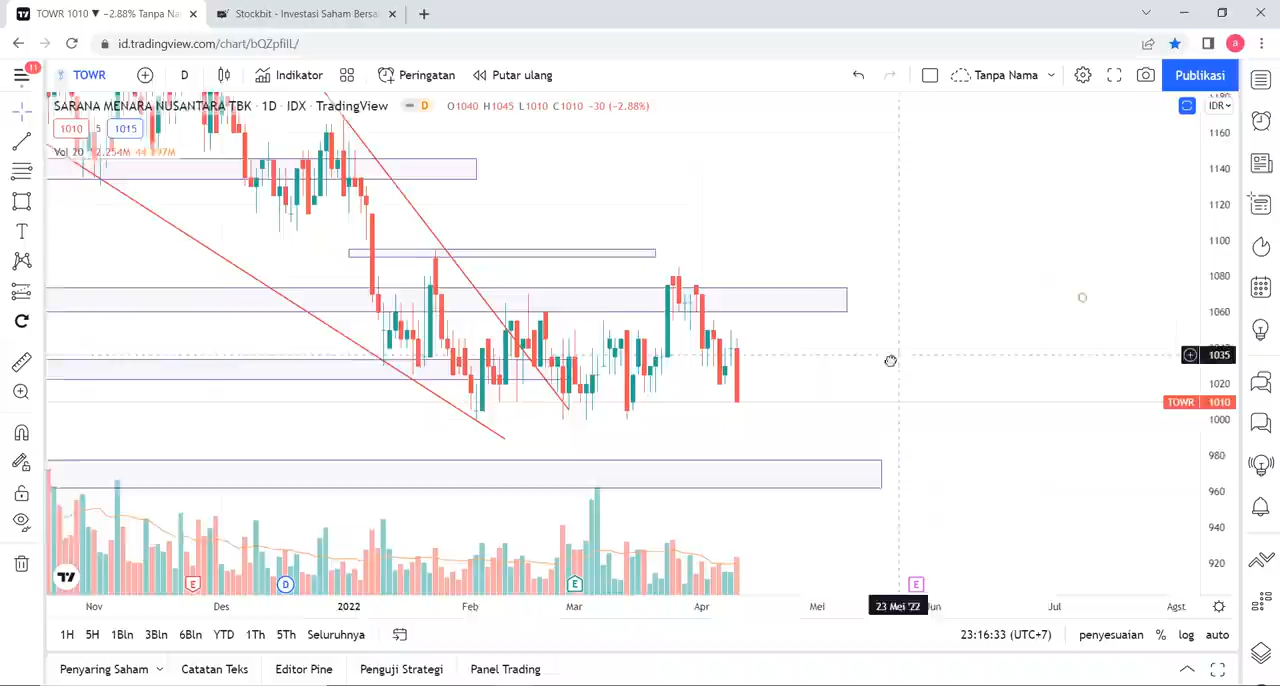 TOWR 1010 ▼ −2.88% Tanpa Na
Stockbit - Investasi Saham Bersa
id.tradingview.com/chart/bQZpfiIL/
11
TOWR
D
Indikator
Peringatan
Putar ulang
Tanpa Nama
Publikasi
SARANA MENARA NUSANTARA TBK · 1D · IDX · TradingView
D
O1040 H1045 L1010 C1010 −30 (−2.88%)
IDR
1010
5
1015
Vol 20
1160
1140
1120
1100
1080
1060
1035
1020
TOWR 1010
1000
980
960
940
920
E
D
E
E
Nov
Des
2022
Feb
Mar
Apr
Mei
23 Mei '22
Jun
Jul
Agst
1H
5H
1Bln
3Bln
6Bln
YTD
1Th
5Th
Seluruhnya
23:16:33 (UTC+7)
penyesuaian
%
log
auto
Penyaring Saham
Catatan Teks
Editor Pine
Penguji Strategi
Panel Trading